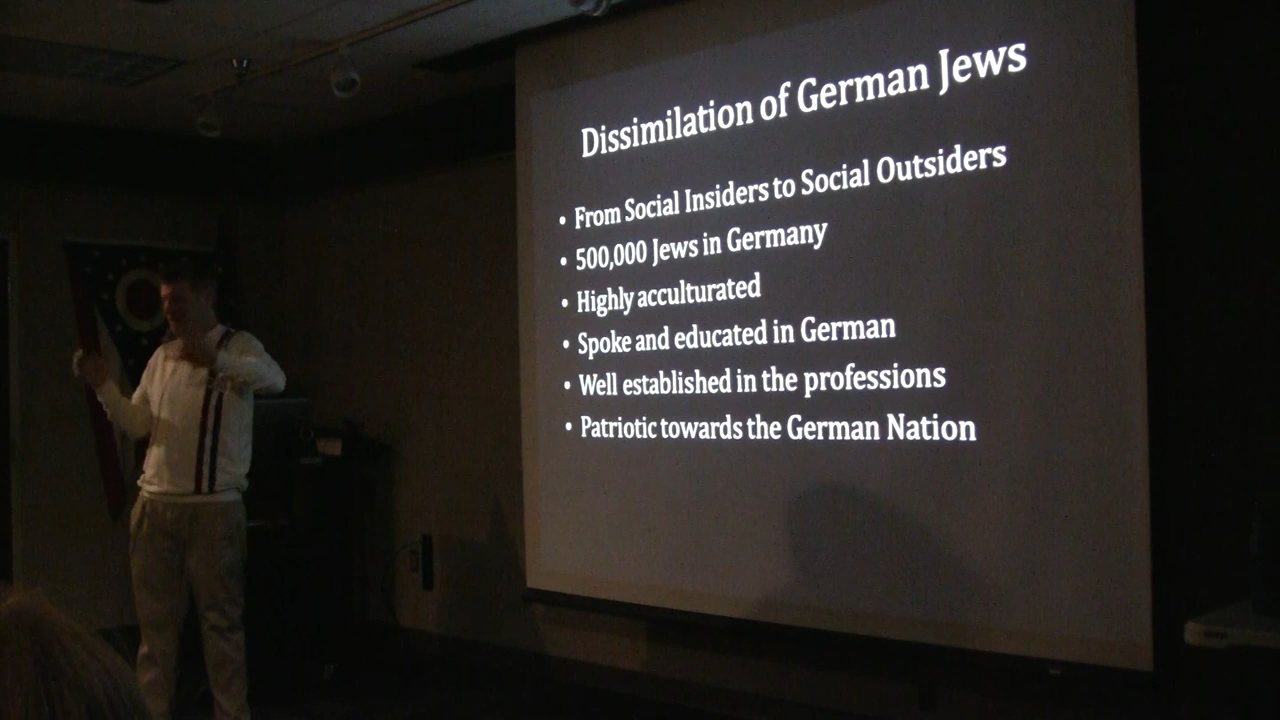 Dissimilation of German Jews
• From Social Insiders to Social Outsiders
• 500,000 Jews in Germany
• Highly acculturated
• Spoke and educated in German
• Well established in the professions
• Patriotic towards the German Nation